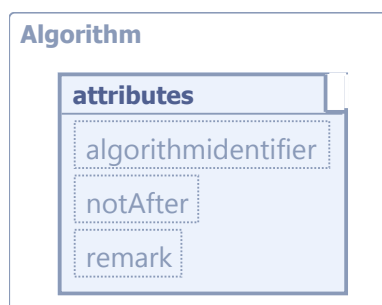 Algorithm
attributes
algorithmidentifier
notAfter
remark